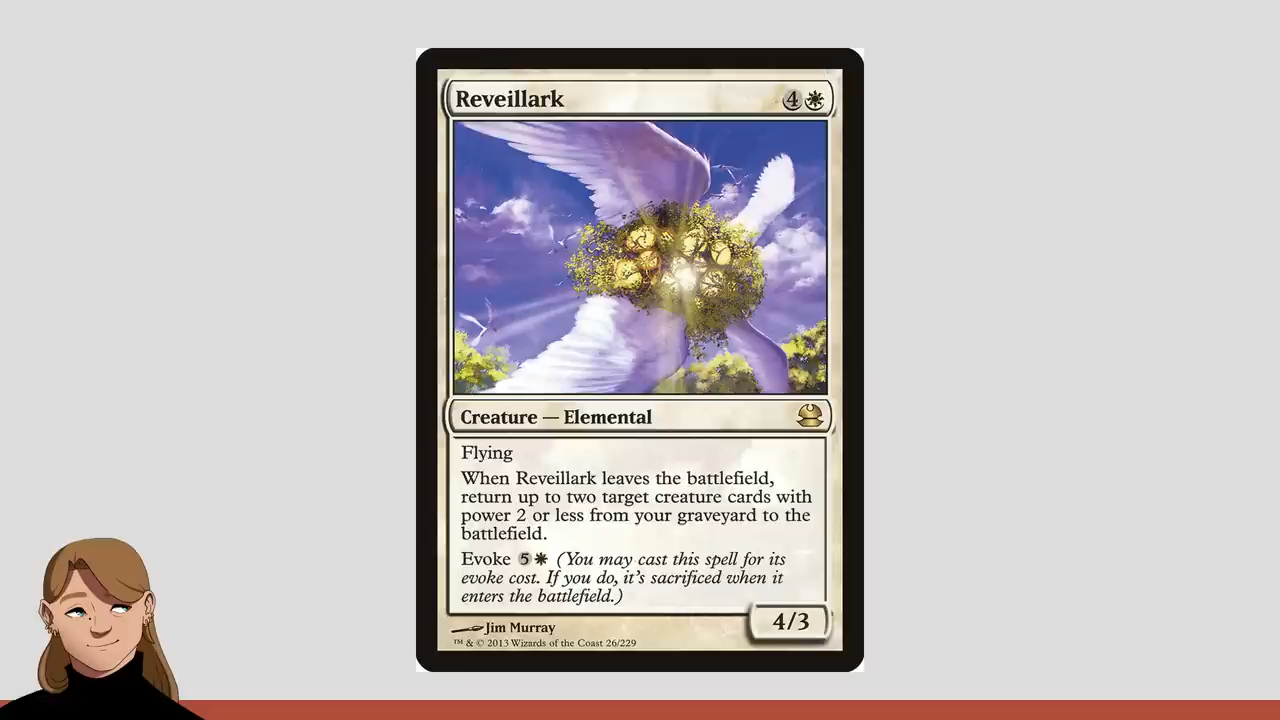 Reveillark 4
Creature — Elemental
Flying
When Reveillark leaves the battlefield,
return up to two target creature cards with
power 2 or less from your graveyard to the
battlefield.
Evoke 5 (You may cast this spell for its
evoke cost. If you do, it's sacrificed when it
enters the battlefield.)
4/3
Jim Murray
™ & © 2013 Wizards of the Coast 26/229